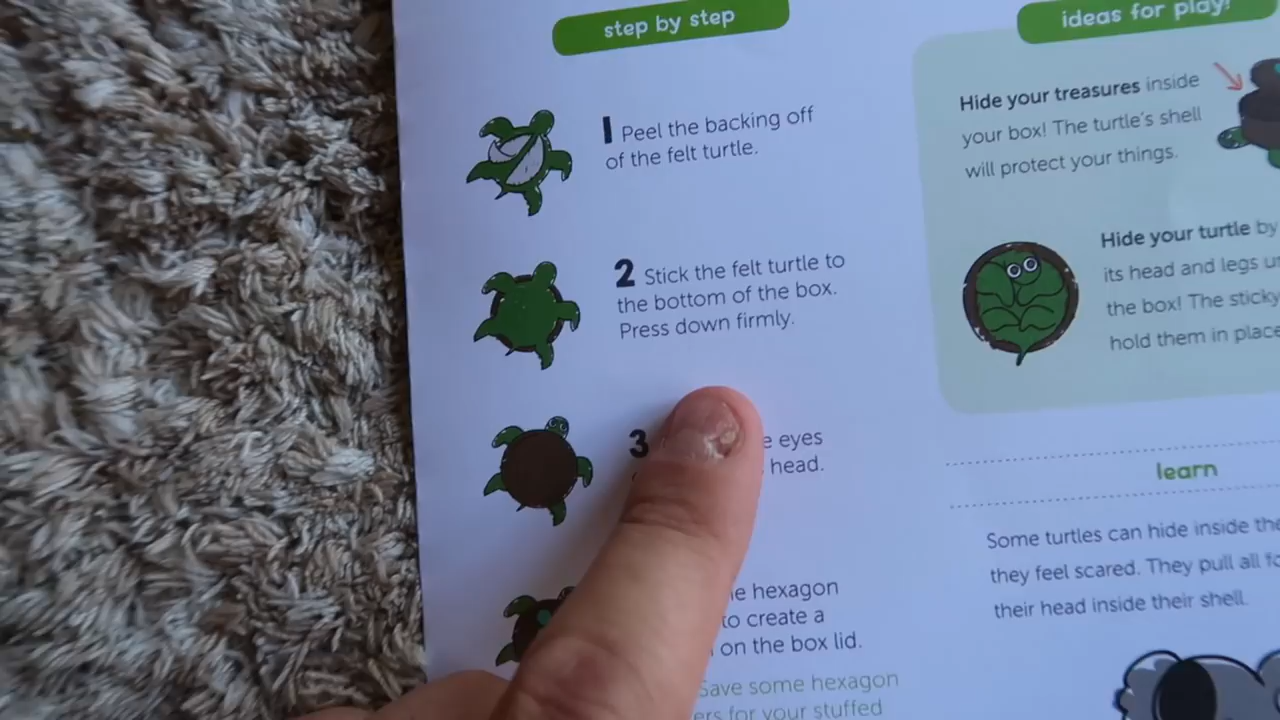 step by step
1 Peel the backing off
of the felt turtle.
2 Stick the felt turtle to
the bottom of the box.
Press down firmly.
3 eyes
head.
hexagon
to create a
on the box lid.
Save some hexagon
for your stuffed
ideas for play!
Hide your treasures inside
your box! The turtle's shell
will protect your things.
Hide your turtle by
its head and legs
the box! The sticky
hold them in place
learn
Some turtles can hide inside
they feel scared. They pull all
their head inside their shell.